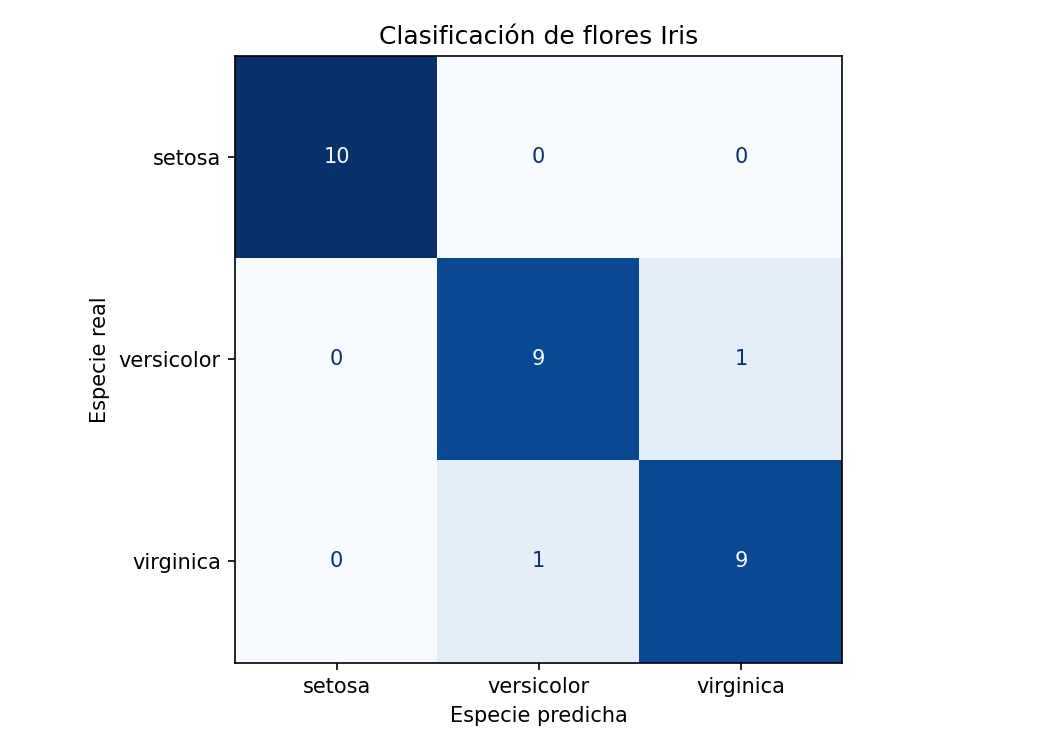 Clasificación de flores Iris
Especie real
setosa 10 0 0
versicolor 0 9 1
virginica 0 1 9
setosa versicolor virginica
Especie predicha